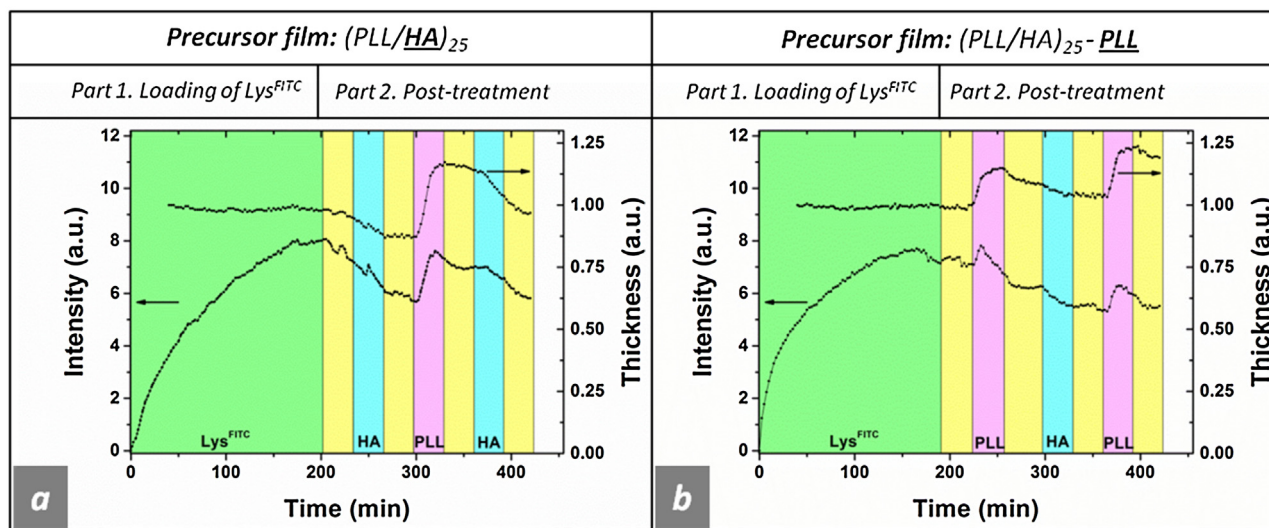 Precursor film: (PLL/HA)25
Precursor film: (PLL/HA)25- PLL
Part 1. Loading of LysFITC
Part 2. Post-treatment
Part 1. Loading of LysFITC
Part 2. Post-treatment
Intensity (a.u.)
12
10
8
6
4
2
0
LysFITC
HA
PLL
HA
1.25
1.00
0.75
0.50
0.25
0.00
Thickness (a.u.)
0
100
200
300
400
Time (min)
a
Intensity (a.u.)
12
10
8
6
4
2
0
LysFITC
PLL
HA
PLL
1.25
1.00
0.75
0.50
0.25
0.00
Thickness (a.u.)
0
100
200
300
400
Time (min)
b